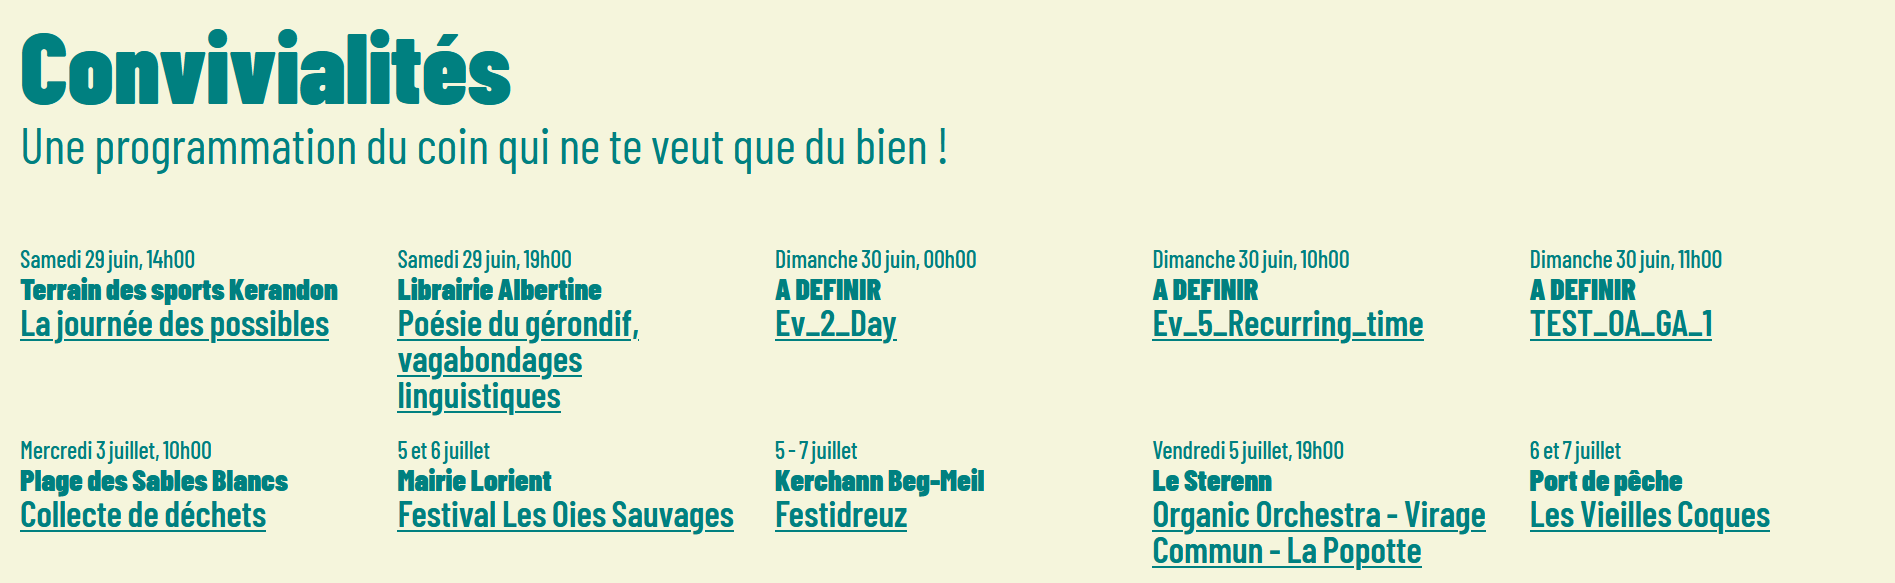 Convivialités
Une programmation du coin qui ne te veut que du bien !
Samedi 29 juin, 14h00
Terrain des sports Kerandon
La journée des possibles
Samedi 29 juin, 19h00
Librairie Albertine
Poésie du gérondif,
vagabondages
linguistiques
Dimanche 30 juin, 00h00
A DEFINIR
Ev_2_Day
Dimanche 30 juin, 10h00
A DEFINIR
Ev_5_Recurring_time
Dimanche 30 juin, 11h00
A DEFINIR
TEST_OA_GA_1
Mercredi 3 juillet, 10h00
Plage des Sables Blancs
Collecte de déchets
5 et 6 juillet
Mairie Lorient
Festival Les Oies Sauvages
5 - 7 juillet
Kerchann Beg-Meil
Festidreuz
Vendredi 5 juillet, 19h00
Le Sterenn
Organic Orchestra - Virage
Commun - La Popotte
6 et 7 juillet
Port de pêche
Les Vieilles Coques